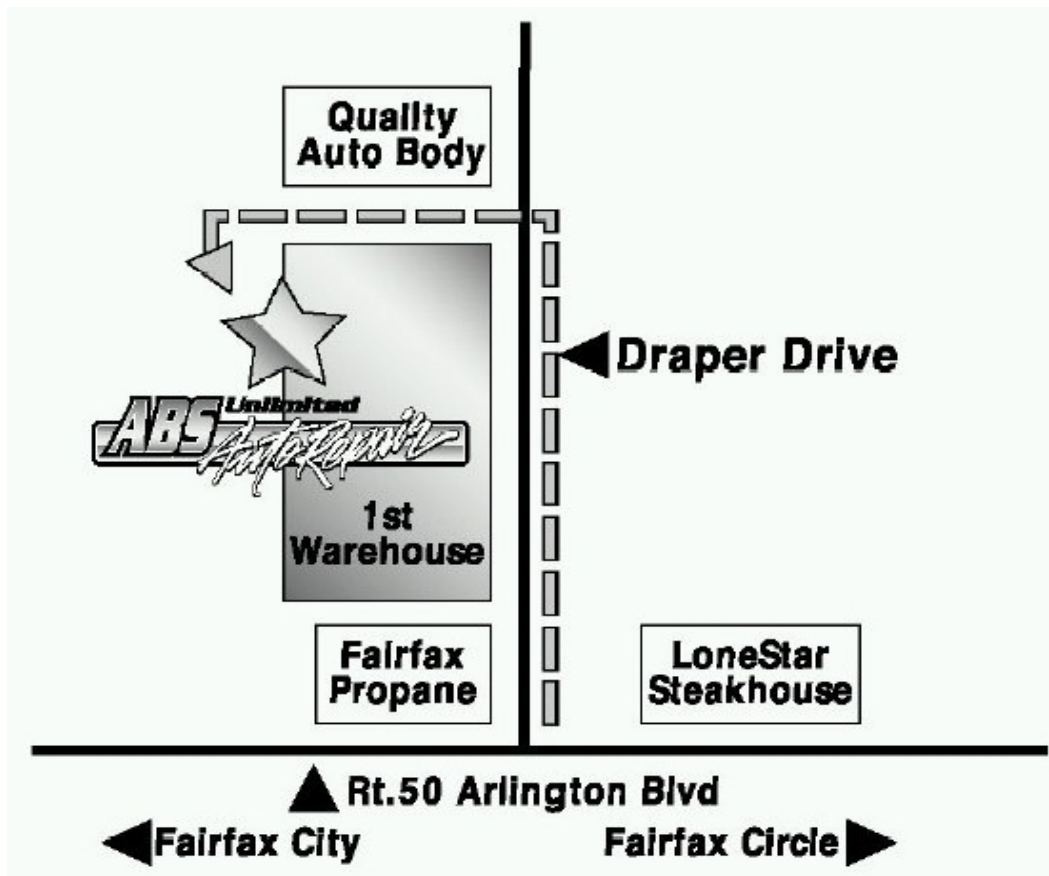 Quality
Auto Body
Draper Drive
ABS Unlimited
Auto Repair
1st
Warehouse
Fairfax
Propane
LoneStar
Steakhouse
Rt.50 Arlington Blvd
Fairfax City
Fairfax Circle